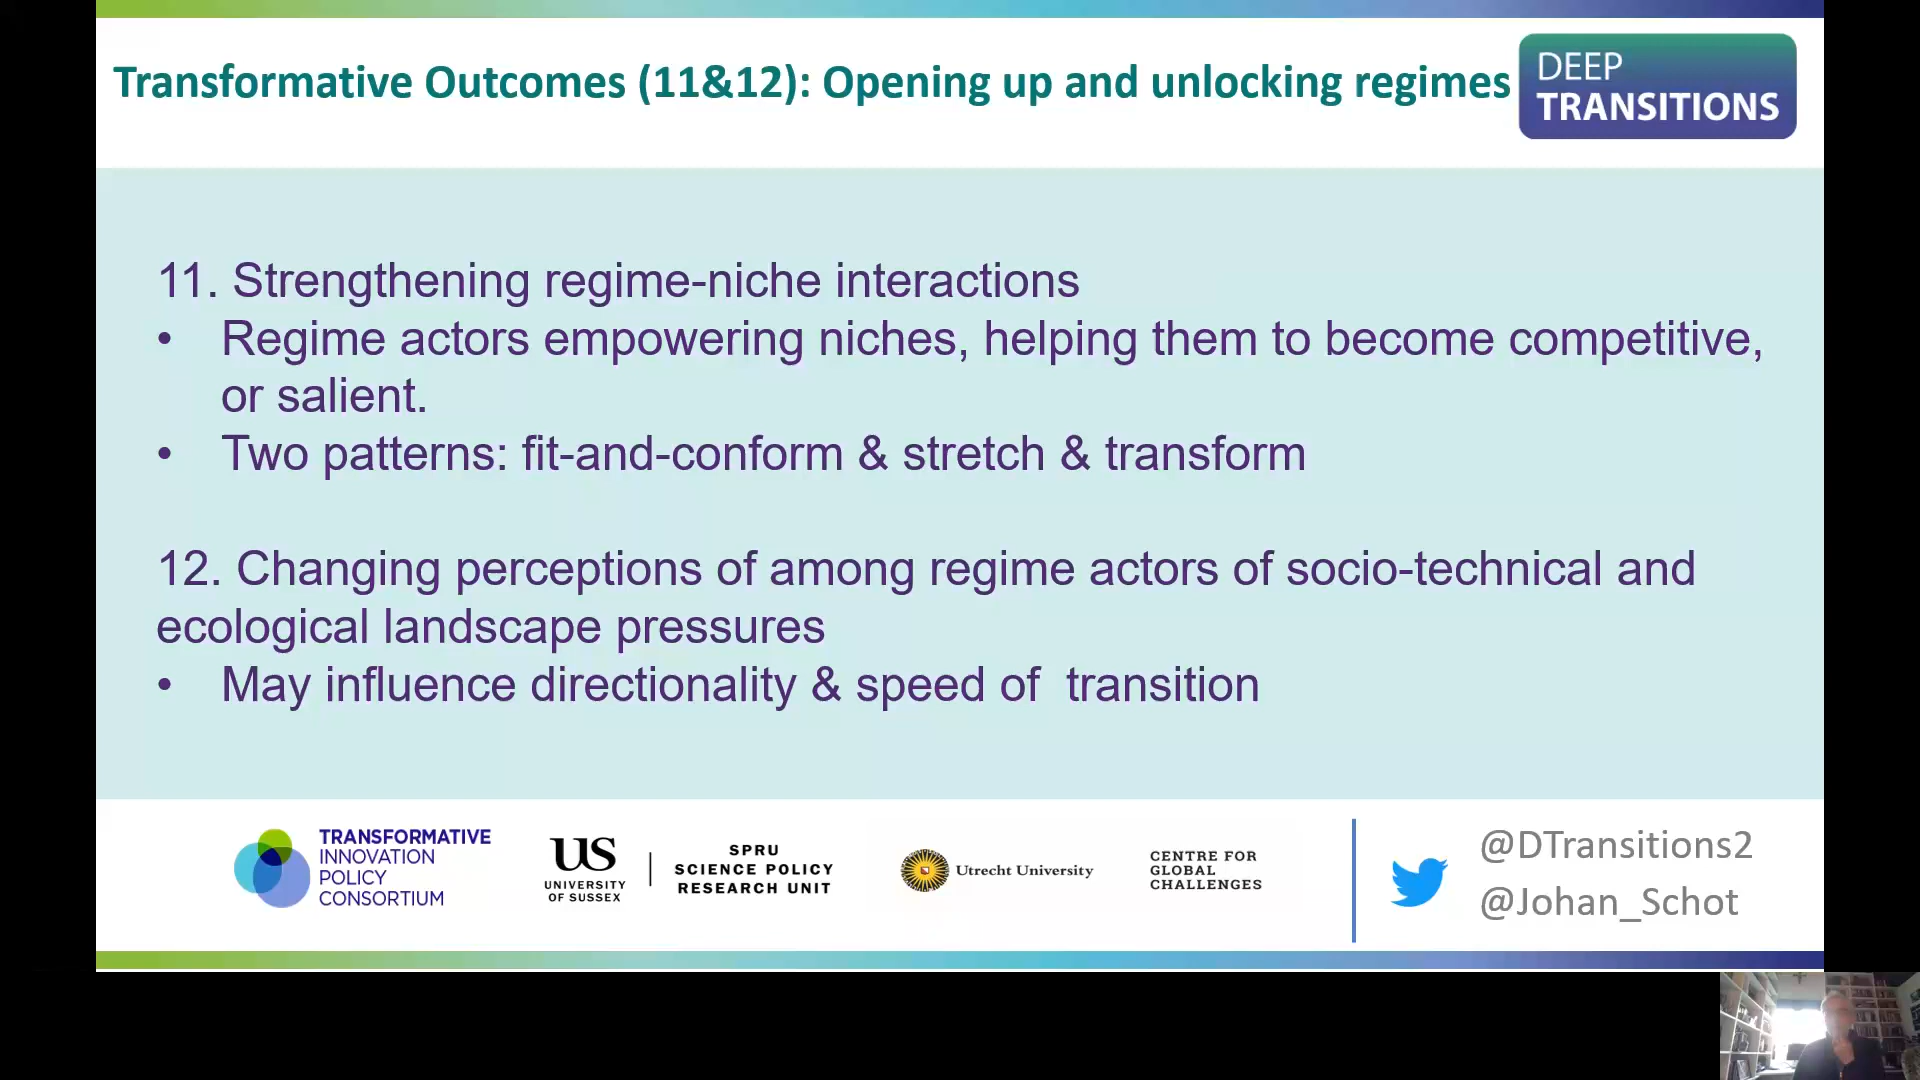 Transformative Outcomes (11&12): Opening up and unlocking regimes
DEEP
TRANSITIONS
11. Strengthening regime-niche interactions
• Regime actors empowering niches, helping them to become competitive,
or salient.
• Two patterns: fit-and-conform & stretch & transform
12. Changing perceptions of among regime actors of socio-technical and
ecological landscape pressures
• May influence directionality & speed of  transition
TRANSFORMATIVE
INNOVATION
POLICY
CONSORTIUM
US
UNIVERSITY
OF SUSSEX
SPRU
SCIENCE POLICY
RESEARCH UNIT
Utrecht University
CENTRE FOR
GLOBAL
CHALLENGES
@DTransitions2
@Johan_Schot